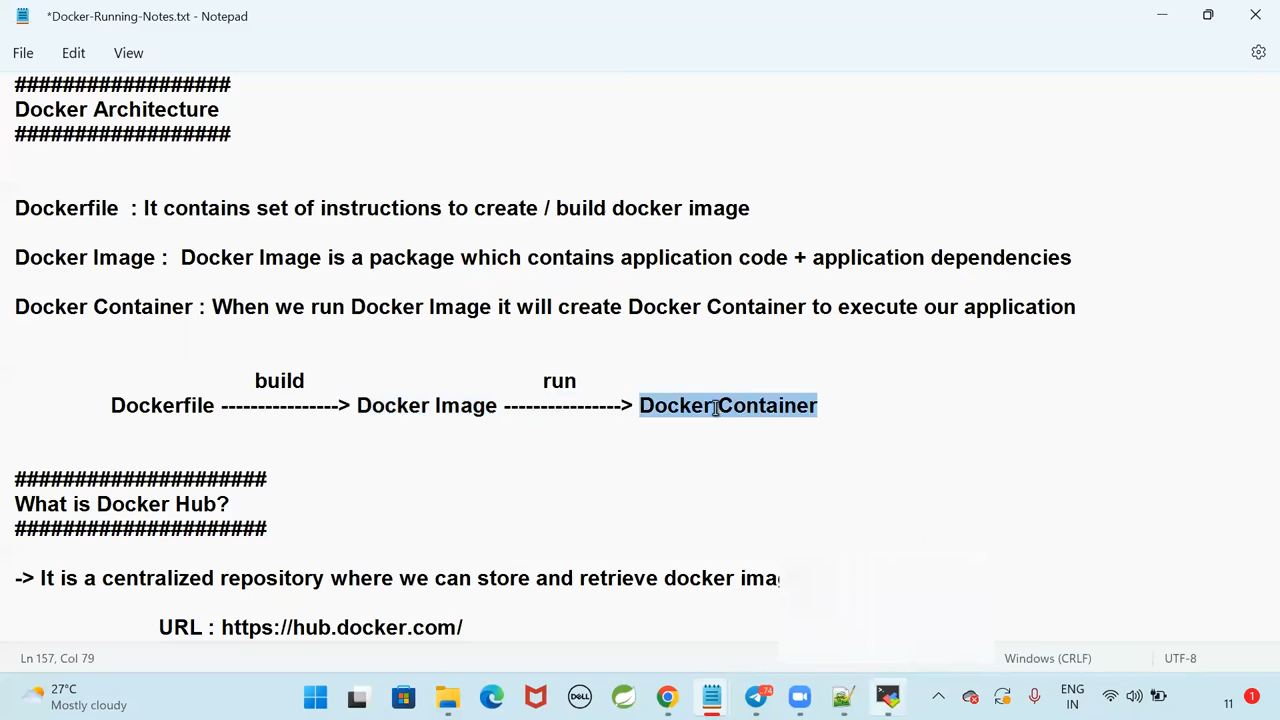 *Docker-Running-Notes.txt - Notepad
File Edit View
##################
Docker Architecture
##################
Dockerfile : It contains set of instructions to create / build docker image
Docker Image : Docker Image is a package which contains application code + application dependencies
Docker Container : When we run Docker Image it will create Docker Container to execute our application
build run
Dockerfile ----------------> Docker Image ----------------> Docker Container
#####################
What is Docker Hub?
#####################
-> It is a centralized repository where we can store and retrieve docker
URL : https://hub.docker.com/
Ln 157, Col 79 Windows (CRLF) UTF-8
27°C
Mostly cloudy
DELL
74
ENG
IN
11
1